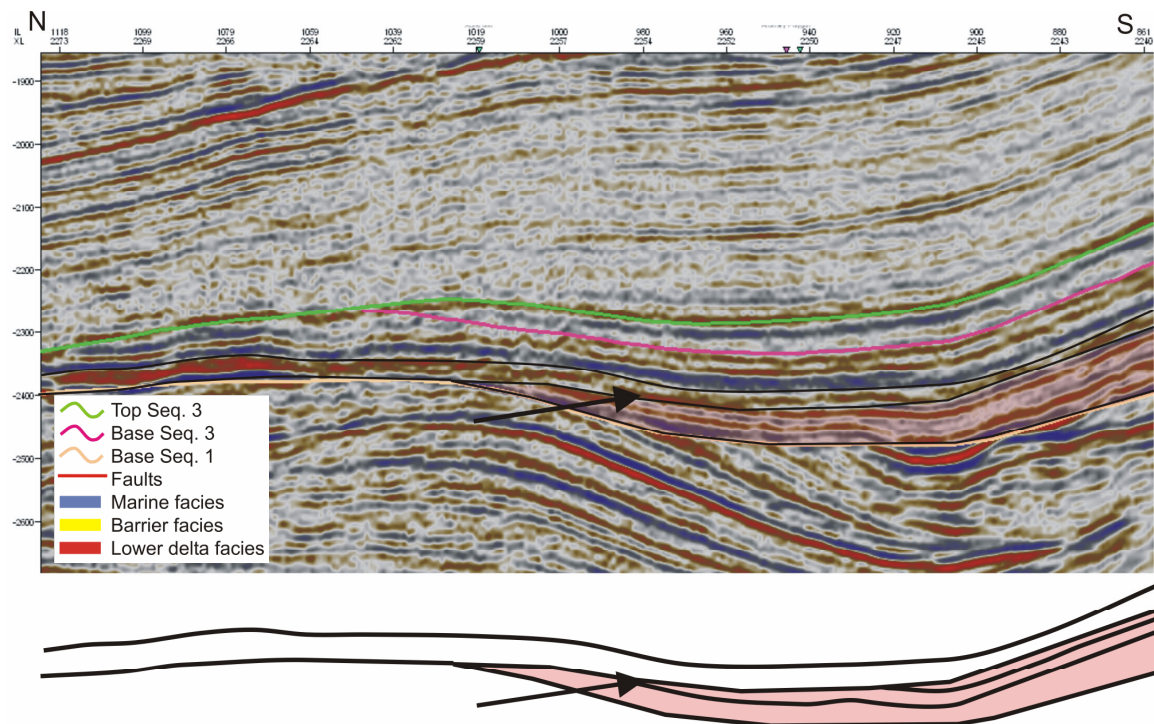 N S
IL 1118 1099 1079 1059 1039 1019 1000 980 960 940 920 900 880 861
XL 2273 2269 2266 2264 2262 2259 2257 2254 2252 2250 2247 2245 2243 2240
-1900
-2000
-2100
-2200
-2300
-2400
-2500
-2600
Top Seq. 3
Base Seq. 3
Base Seq. 1
Faults
Marine facies
Barrier facies
Lower delta facies